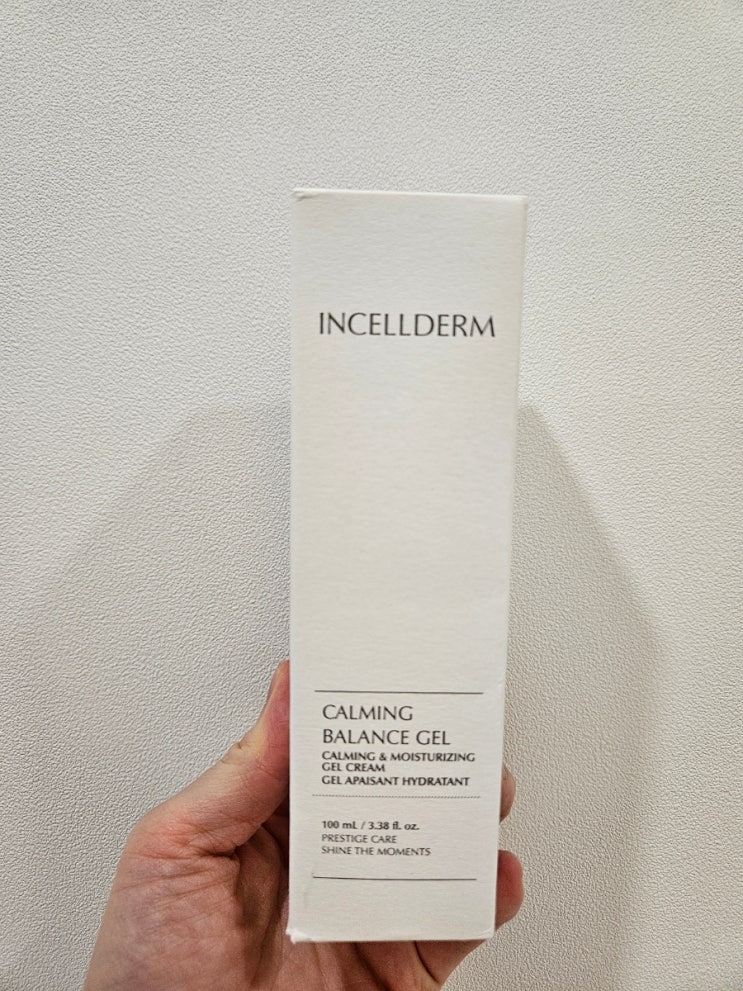 INCELLDERM
CALMING
BALANCE GEL
CALMING & MOISTURIZING
GEL CREAM
GEL APAISANT HYDRATANT
100 mL / 3.38 fl. oz.
PRESTIGE CARE
SHINE THE MOMENTS